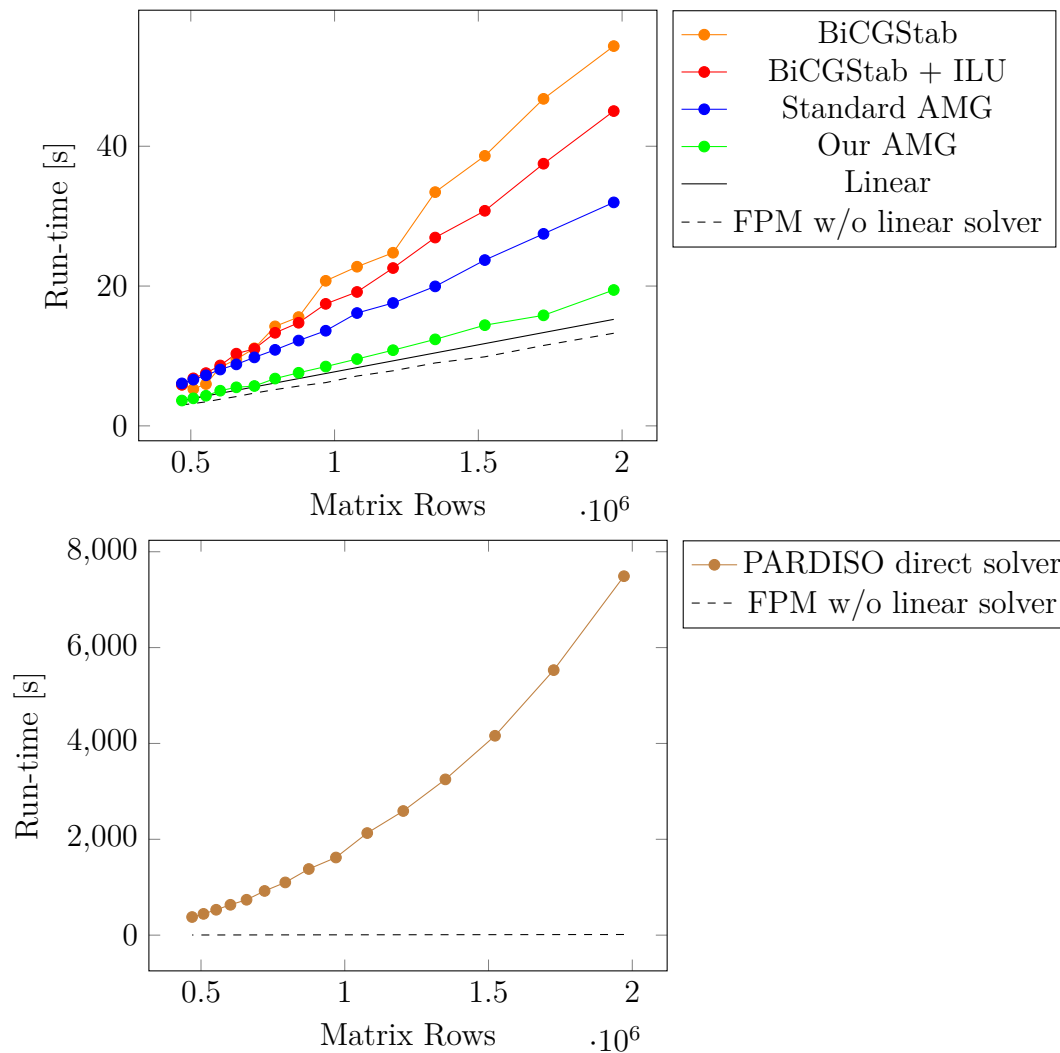 BiCGStab
BiCGStab + ILU
Standard AMG
Our AMG
Linear
FPM w/o linear solver
Run-time [s]
40
20
0
0.5 1 1.5 2
Matrix Rows
·10⁶
PARDISO direct solver
FPM w/o linear solver
Run-time [s]
8,000
6,000
4,000
2,000
0
0.5 1 1.5 2
Matrix Rows
·10⁶